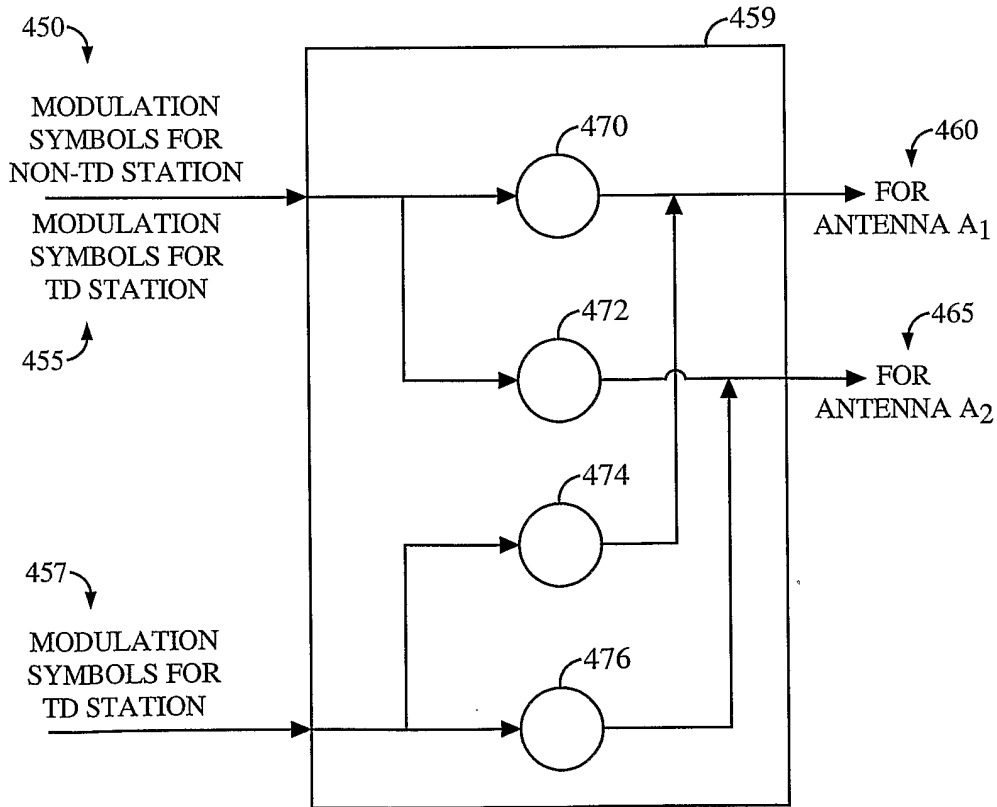 450
459
MODULATION
SYMBOLS FOR
NON-TD STATION
MODULATION
SYMBOLS FOR
TD STATION
455
470
460
FOR
ANTENNA A1
472
465
FOR
ANTENNA A2
474
457
MODULATION
SYMBOLS FOR
TD STATION
476